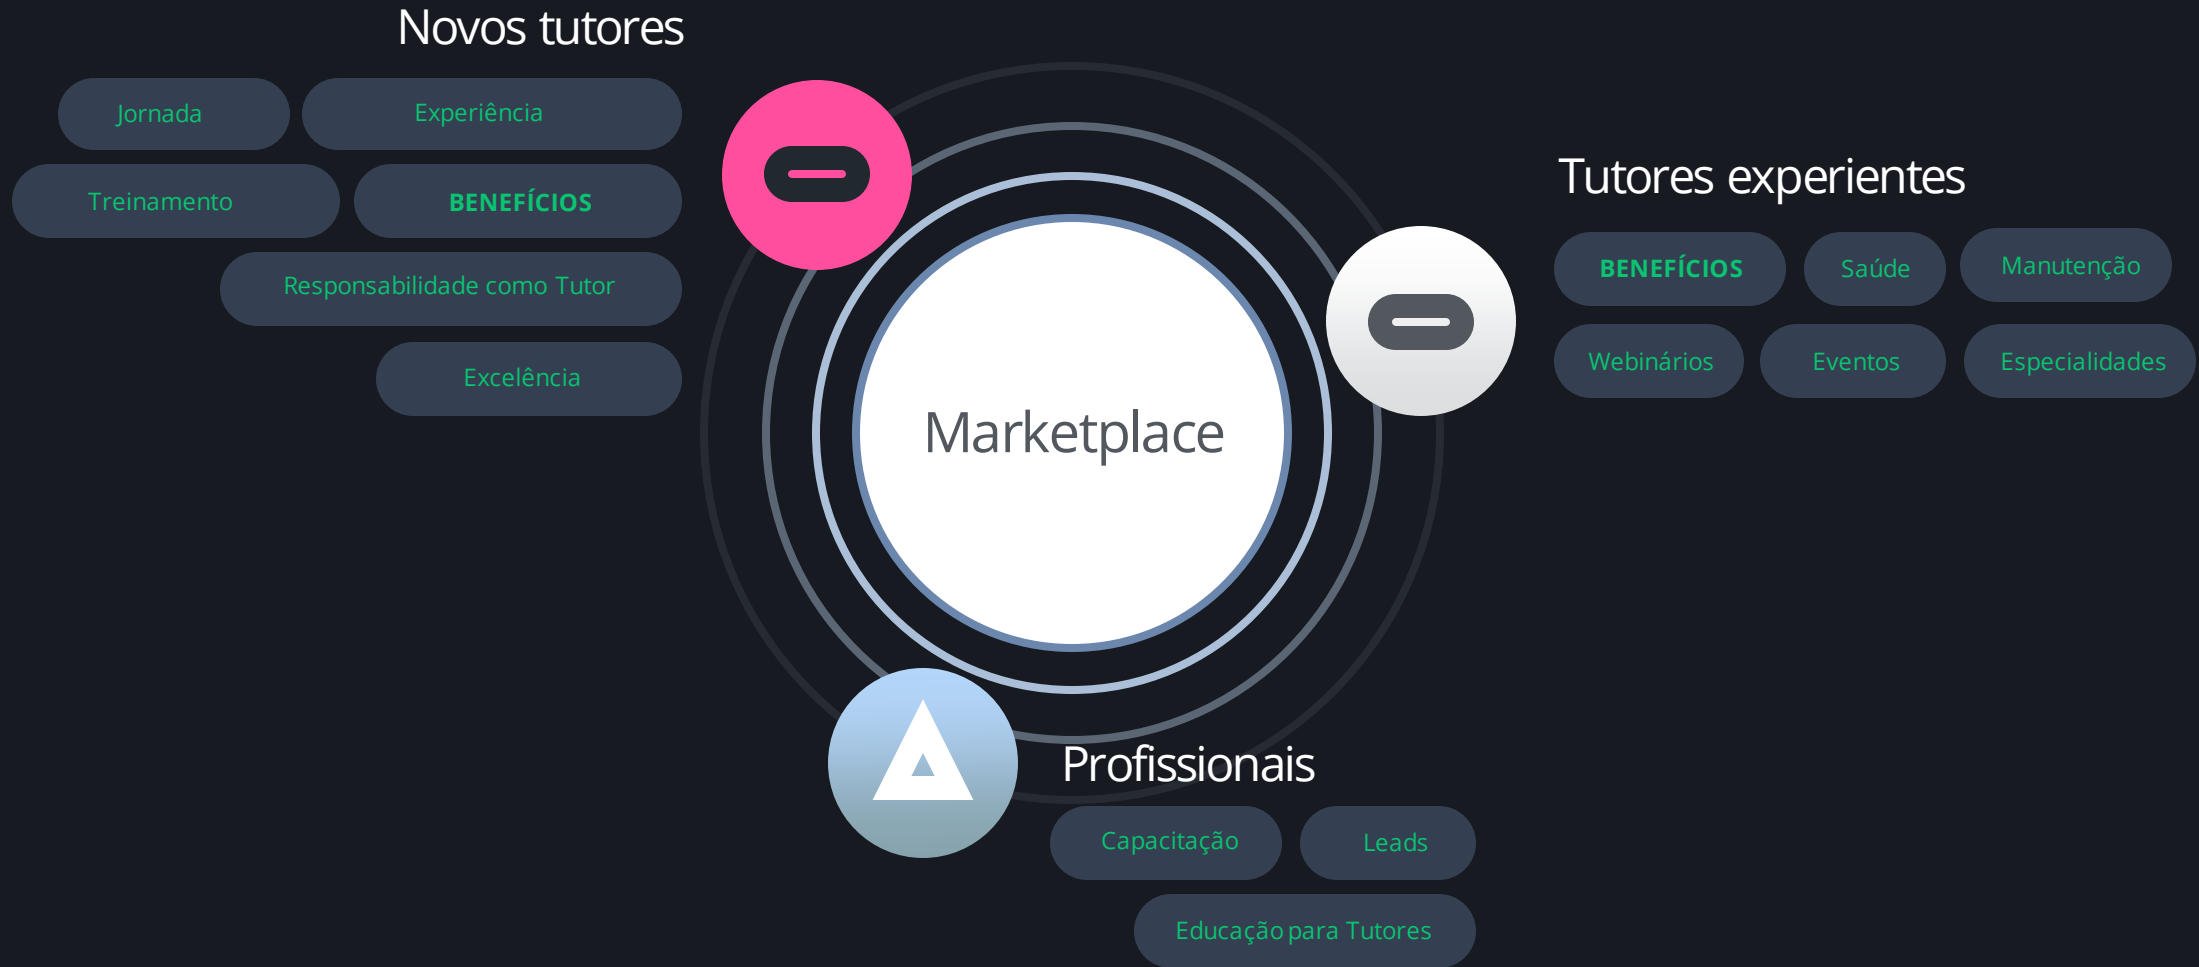 Novos tutores
Jornada
Experiência
Treinamento
BENEFÍCIOS
Responsabilidade como Tutor
Excelência
Tutores experientes
BENEFÍCIOS
Saúde
Manutenção
Webinários
Eventos
Especialidades
Marketplace
Profissionais
Capacitação
Leads
Educação para Tutores